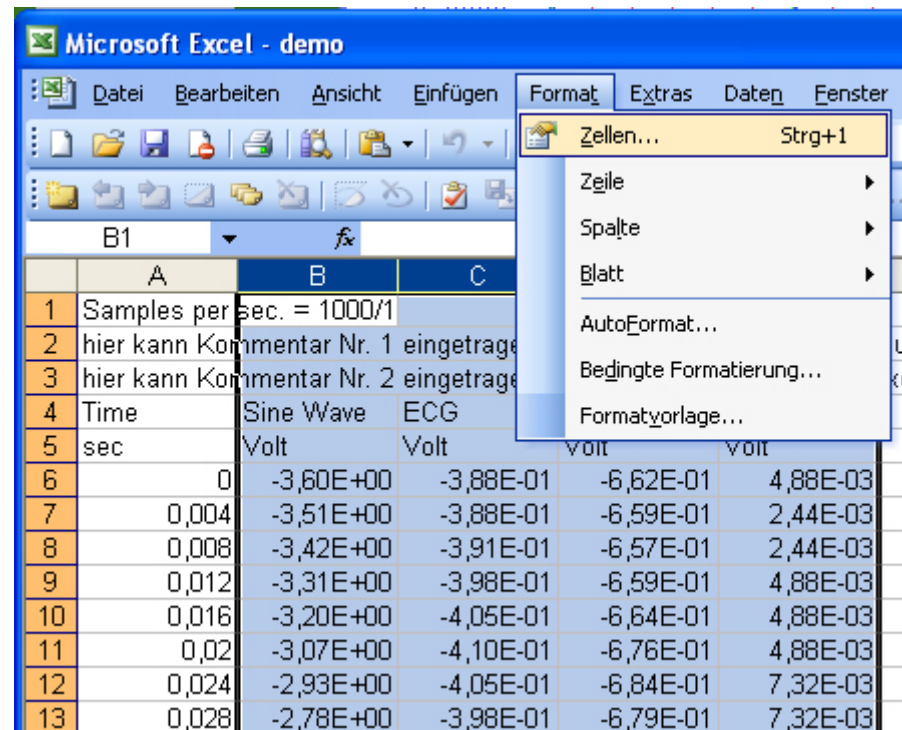 Microsoft Excel - demo
Datei Bearbeiten Ansicht Einfügen Format Extras Daten Fenster
Zellen... Strg+1
Zeile
Spalte
Blatt
AutoFormat...
Bedingte Formatierung...
Formatvorlage...
B1 fx
A B C
1 Samples per sec. = 1000/1
2 hier kann Kommentar Nr. 1 eingetrage
3 hier kann Kommentar Nr. 2 eingetrage
4 Time Sine Wave ECG
5 sec Volt Volt Volt Volt
6 0 -3,60E+00 -3,88E-01 -6,62E-01 4,88E-03
7 0,004 -3,51E+00 -3,88E-01 -6,59E-01 2,44E-03
8 0,008 -3,42E+00 -3,91E-01 -6,57E-01 2,44E-03
9 0,012 -3,31E+00 -3,98E-01 -6,59E-01 4,88E-03
10 0,016 -3,20E+00 -4,05E-01 -6,64E-01 4,88E-03
11 0,02 -3,07E+00 -4,10E-01 -6,76E-01 4,88E-03
12 0,024 -2,93E+00 -4,05E-01 -6,84E-01 7,32E-03
13 0,028 -2,78E+00 -3,98E-01 -6,79E-01 7,32E-03